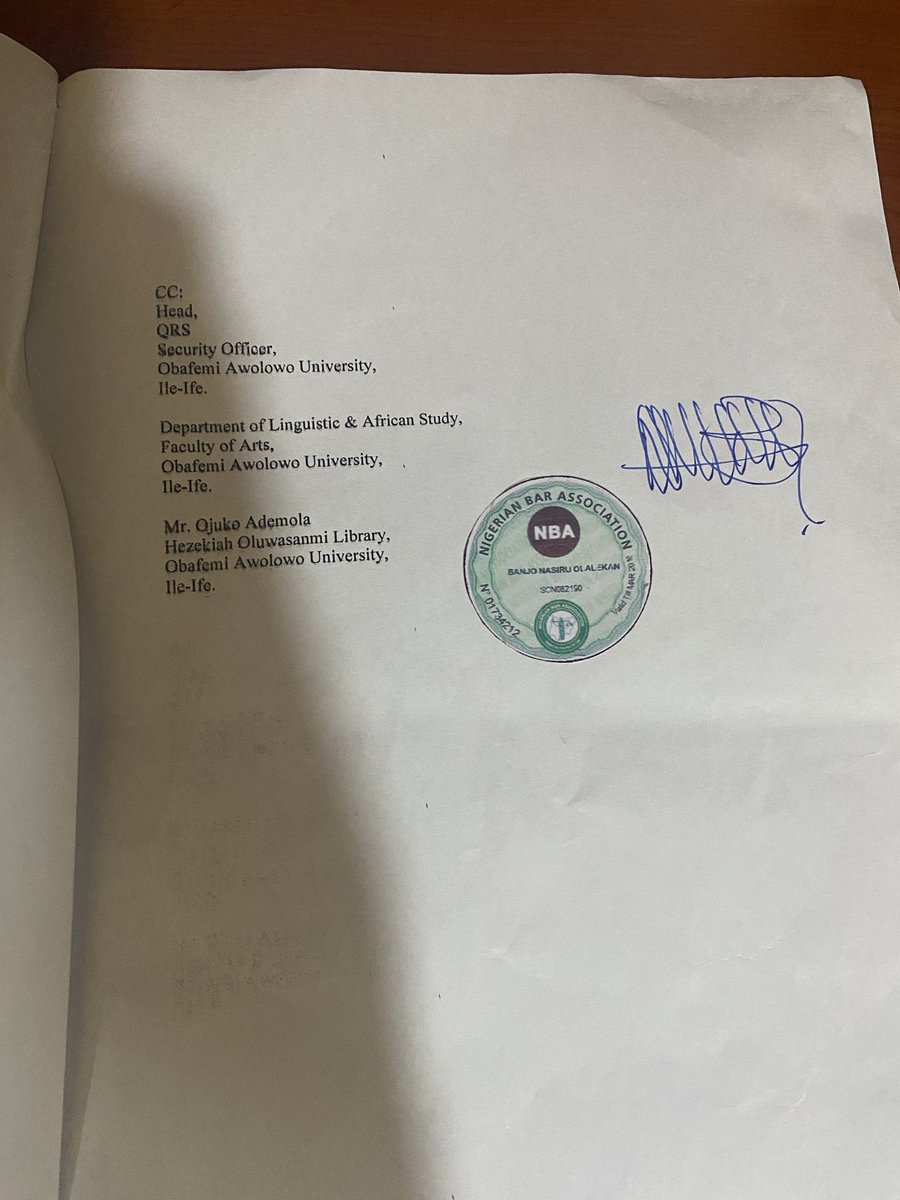 CC:
Head,
QRS
Security Officer,
Obafemi Awolowo University,
Ile-Ife.
Department of Linguistic & African Study,
Faculty of Arts,
Obafemi Awolowo University,
Ile-Ife.
Mr. Ojuko Ademola
Hezekiah Oluwasanmi Library,
Obafemi Awolowo University,
Ile-Ife.
NIGERIAN BAR ASSOCIATION
NBA
BANJO NASIRU OLALEKAN
SCN082190
N° 01734212